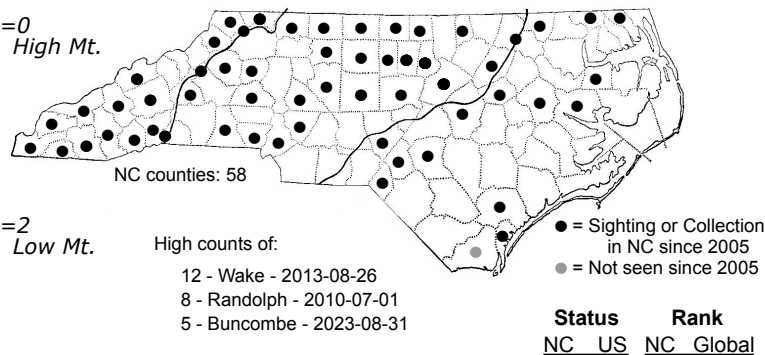 =0
High Mt.
NC counties: 58
=2
Low Mt.
High counts of:
12 - Wake - 2013-08-26
8 - Randolph - 2010-07-01
5 - Buncombe - 2023-08-31
● = Sighting or Collection
in NC since 2005
● = Not seen since 2005
Status Rank
NC US NC Global